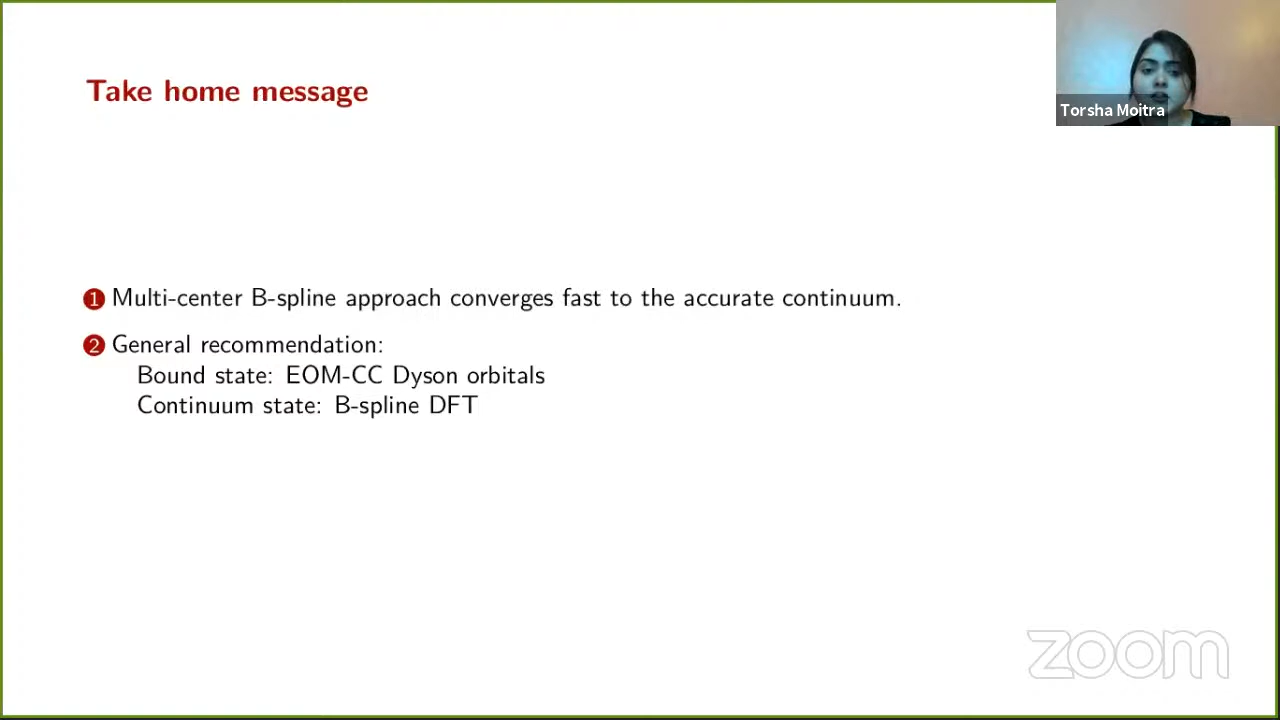 Take home message
Torsha Moitra
1 Multi-center B-spline approach converges fast to the accurate continuum.
2 General recommendation:
Bound state: EOM-CC Dyson orbitals
Continuum state: B-spline DFT
zoom